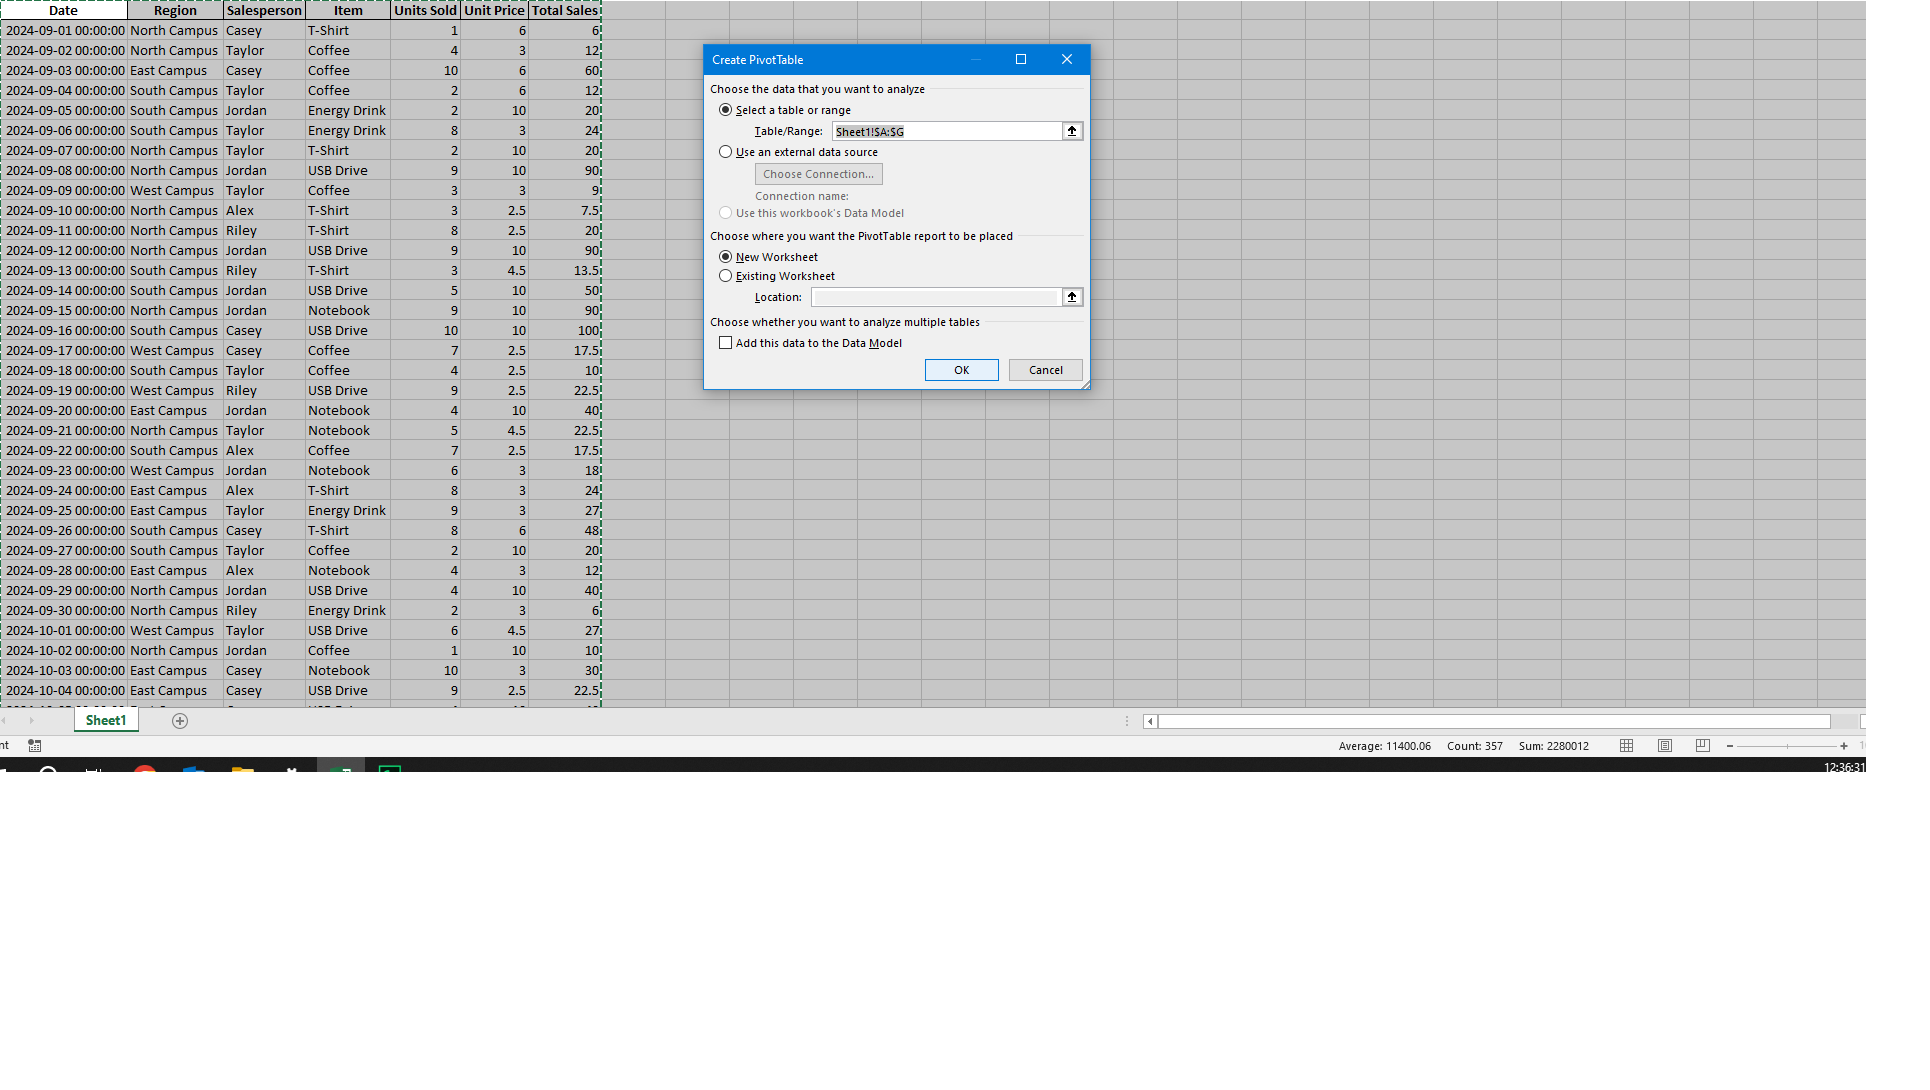 Date Region Salesperson Item Units Sold Unit Price Total Sales
2024-09-01 00:00:00 North Campus Casey T-Shirt 1 6 6
2024-09-02 00:00:00 North Campus Taylor Coffee 4 3 12
2024-09-03 00:00:00 East Campus Casey Coffee 10 6 60
2024-09-04 00:00:00 South Campus Taylor Coffee 2 6 12
2024-09-05 00:00:00 South Campus Jordan Energy Drink 2 10 20
2024-09-06 00:00:00 South Campus Taylor Energy Drink 8 3 24
2024-09-07 00:00:00 North Campus Taylor T-Shirt 2 10 20
2024-09-08 00:00:00 North Campus Jordan USB Drive 9 10 90
2024-09-09 00:00:00 West Campus Taylor Coffee 3 3 9
2024-09-10 00:00:00 North Campus Alex T-Shirt 3 2.5 7.5
2024-09-11 00:00:00 North Campus Riley T-Shirt 8 2.5 20
2024-09-12 00:00:00 North Campus Jordan USB Drive 9 10 90
2024-09-13 00:00:00 South Campus Riley T-Shirt 3 4.5 13.5
2024-09-14 00:00:00 South Campus Jordan USB Drive 5 10 50
2024-09-15 00:00:00 North Campus Jordan Notebook 9 10 90
2024-09-16 00:00:00 South Campus Casey USB Drive 10 10 100
2024-09-17 00:00:00 West Campus Casey Coffee 7 2.5 17.5
2024-09-18 00:00:00 South Campus Taylor Coffee 4 2.5 10
2024-09-19 00:00:00 West Campus Riley USB Drive 9 2.5 22.5
2024-09-20 00:00:00 East Campus Jordan Notebook 4 10 40
2024-09-21 00:00:00 North Campus Taylor Notebook 5 4.5 22.5
2024-09-22 00:00:00 South Campus Alex Coffee 7 2.5 17.5
2024-09-23 00:00:00 West Campus Jordan Notebook 6 3 18
2024-09-24 00:00:00 East Campus Alex T-Shirt 8 3 24
2024-09-25 00:00:00 East Campus Taylor Energy Drink 9 3 27
2024-09-26 00:00:00 South Campus Casey T-Shirt 8 6 48
2024-09-27 00:00:00 South Campus Taylor Coffee 2 10 20
2024-09-28 00:00:00 East Campus Alex Notebook 4 3 12
2024-09-29 00:00:00 North Campus Jordan USB Drive 4 10 40
2024-09-30 00:00:00 North Campus Riley Energy Drink 2 3 6
2024-10-01 00:00:00 West Campus Taylor USB Drive 6 4.5 27
2024-10-02 00:00:00 North Campus Jordan Coffee 1 10 10
2024-10-03 00:00:00 East Campus Casey Notebook 10 3 30
2024-10-04 00:00:00 East Campus Casey USB Drive 9 2.5 22.5
Create PivotTable
Choose the data that you want to analyze
Select a table or range
Table/Range: Sheet1!$A:$G
Use an external data source
Choose Connection...
Connection name:
Use this workbook's Data Model
Choose where you want the PivotTable report to be placed
New Worksheet
Existing Worksheet
Location:
Choose whether you want to analyze multiple tables
Add this data to the Data Model
OK Cancel
Sheet1
nt Average: 11400.06 Count: 357 Sum: 2280012
12:36:31